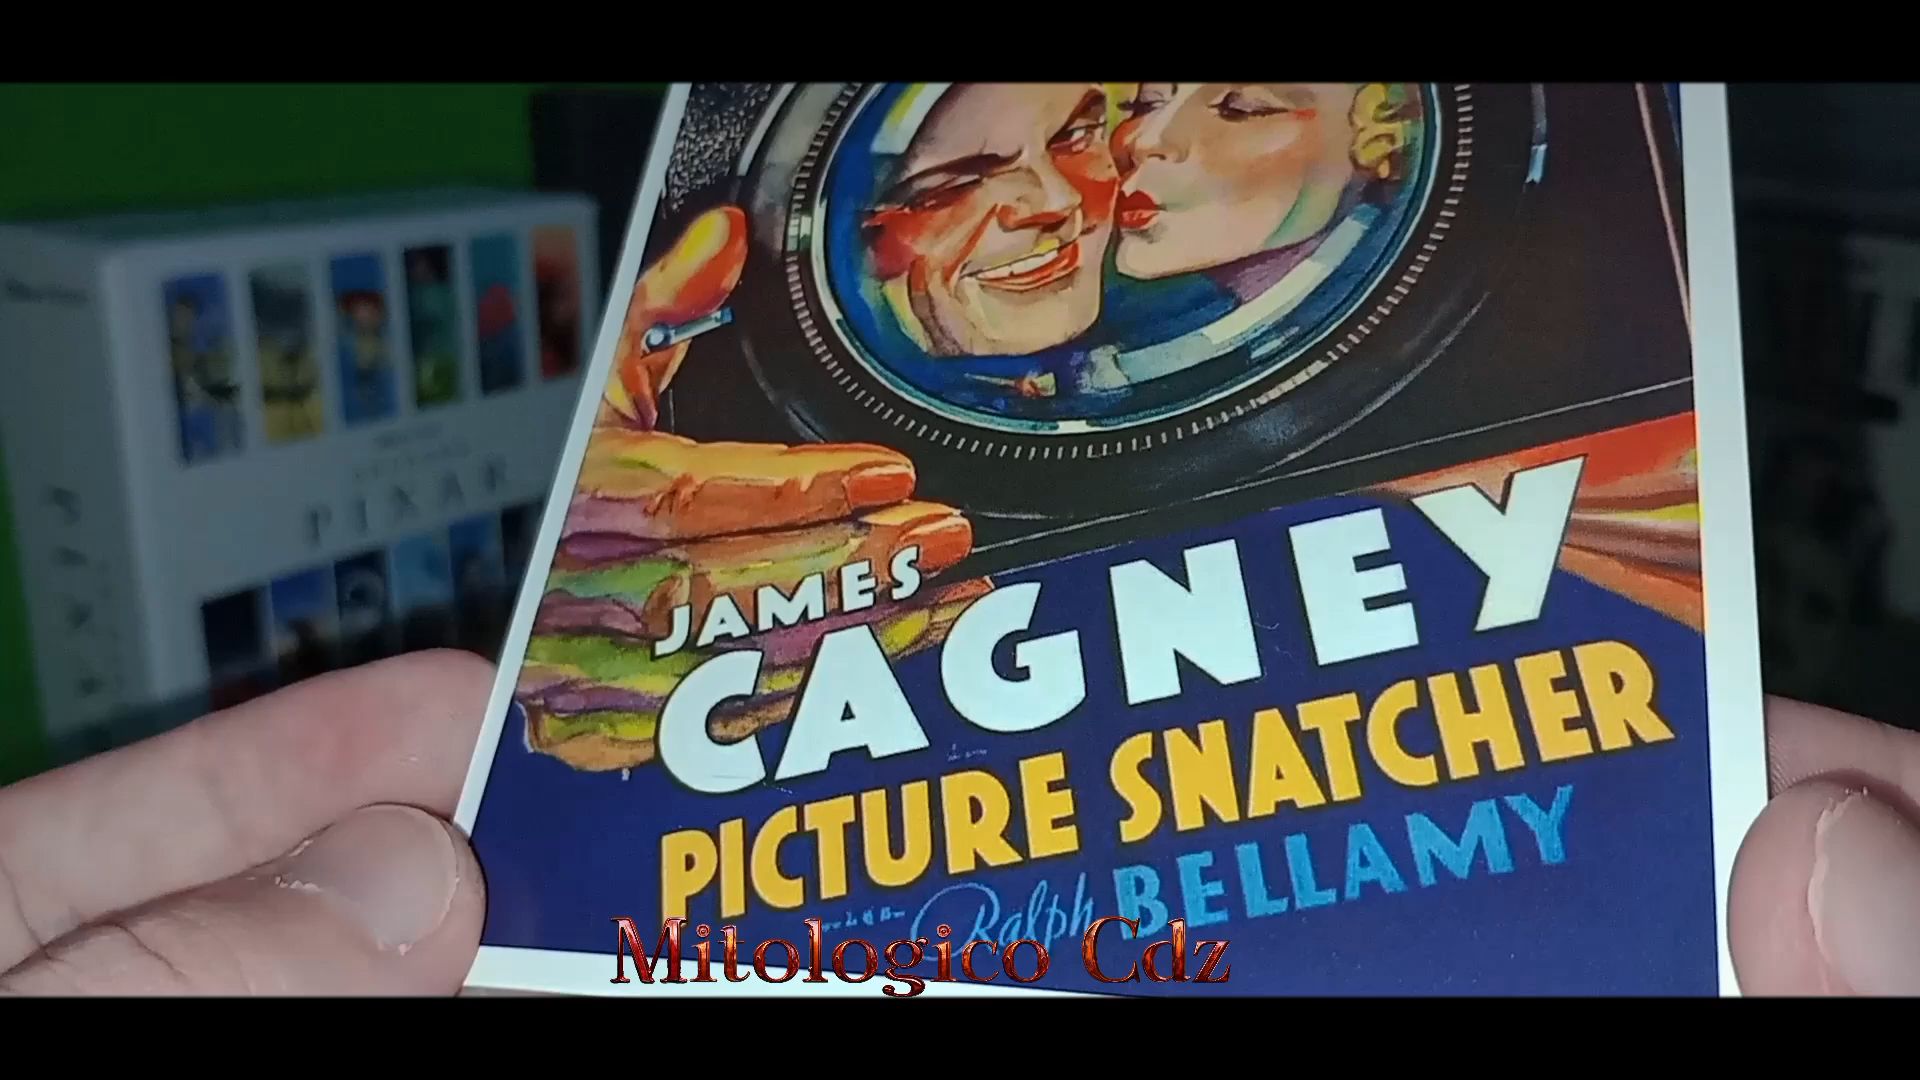 PIXAR
JAMES
CAGNEY
PICTURE SNATCHER
Ralph BELLAMY
Mitologico Cdz